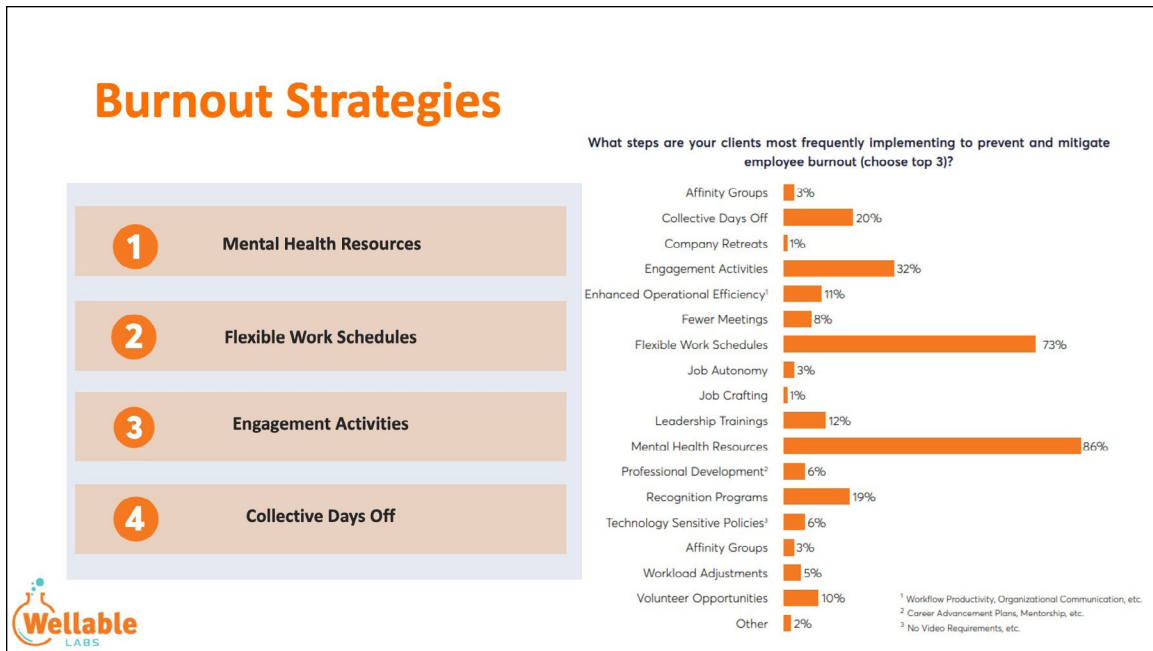 Burnout Strategies
1 Mental Health Resources
2 Flexible Work Schedules
3 Engagement Activities
4 Collective Days Off
What steps are your clients most frequently implementing to prevent and mitigate
employee burnout (choose top 3)?
Affinity Groups 3%
Collective Days Off 20%
Company Retreats 1%
Engagement Activities 32%
Enhanced Operational Efficiency¹ 11%
Fewer Meetings 8%
Flexible Work Schedules 73%
Job Autonomy 3%
Job Crafting 1%
Leadership Trainings 12%
Mental Health Resources 86%
Professional Development² 6%
Recognition Programs 19%
Technology Sensitive Policies³ 6%
Affinity Groups 3%
Workload Adjustments 5%
Volunteer Opportunities 10%
Other 2%
¹ Workflow Productivity, Organizational Communication, etc.
² Career Advancement Plans, Mentorship, etc.
³ No Video Requirements, etc.
Wellable
LABS